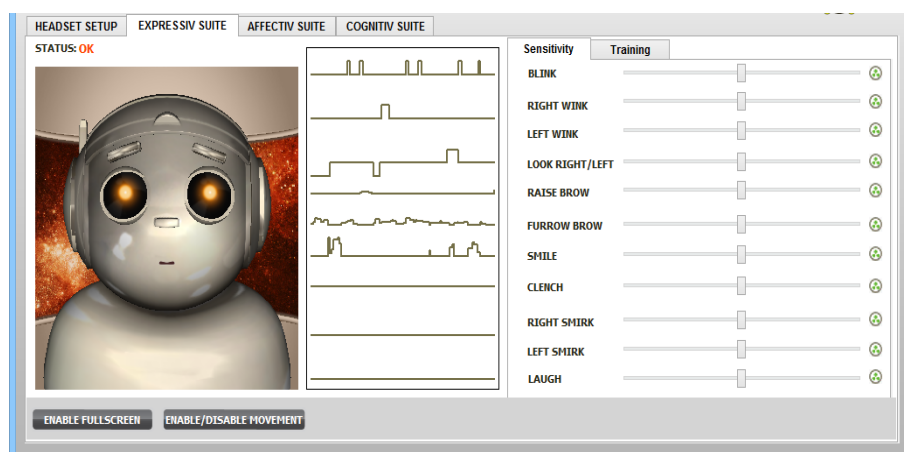 HEADSET SETUP
EXPRESSIV SUITE
AFFECTIV SUITE
COGNITIV SUITE
STATUS: OK
Sensitivity
Training
BLINK
RIGHT WINK
LEFT WINK
LOOK RIGHT/LEFT
RAISE BROW
FURROW BROW
SMILE
CLENCH
RIGHT SMIRK
LEFT SMIRK
LAUGH
ENABLE FULLSCREEN
ENABLE/DISABLE MOVEMENT